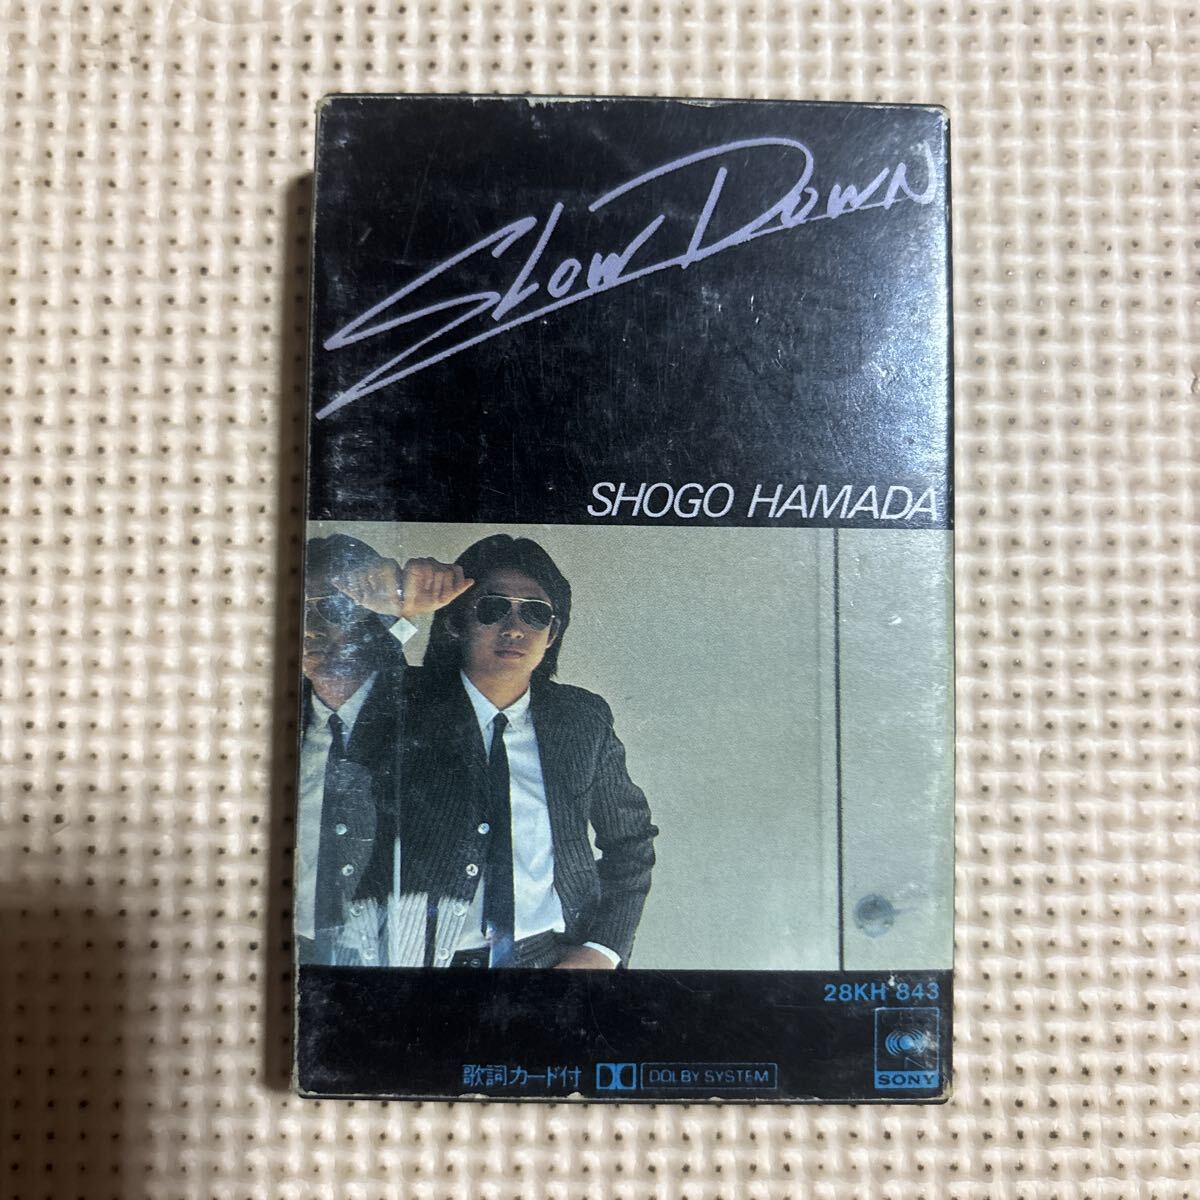 Slow Down
SHOGO HAMADA
28KH 843
SONY
歌詞カード付 DOLBY SYSTEM